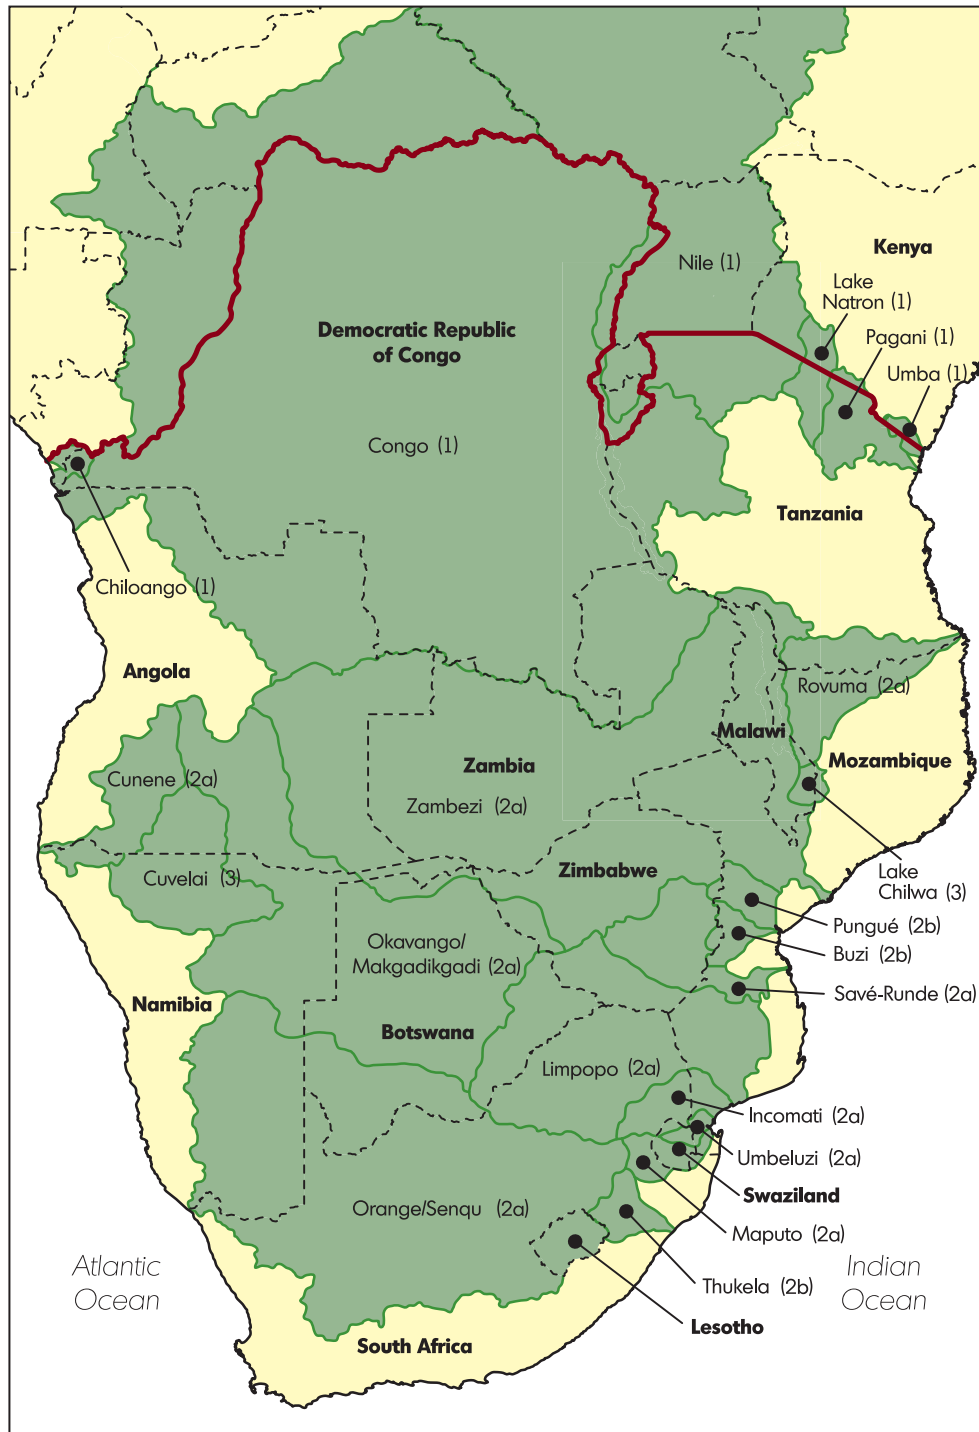 Kenya
Nile (1)
Lake
Natron (1)
Pagani (1)
Umba (1)
Democratic Republic
of Congo
Congo (1)
Tanzania
Chiloango (1)
Angola
Rovuma (2a)
Malawi
Mozambique
Zambia
Cunene (2a)
Zambezi (2a)
Zimbabwe
Cuvelai (3)
Lake
Chilwa (3)
Pungué (2b)
Okavango/
Makgadikgadi (2a)
Buzi (2b)
Savé-Runde (2a)
Namibia
Botswana
Limpopo (2a)
Incomati (2a)
Umbeluzi (2a)
Swaziland
Orange/Senqu (2a)
Maputo (2a)
Atlantic
Ocean
Indian
Ocean
Thukela (2b)
Lesotho
South Africa